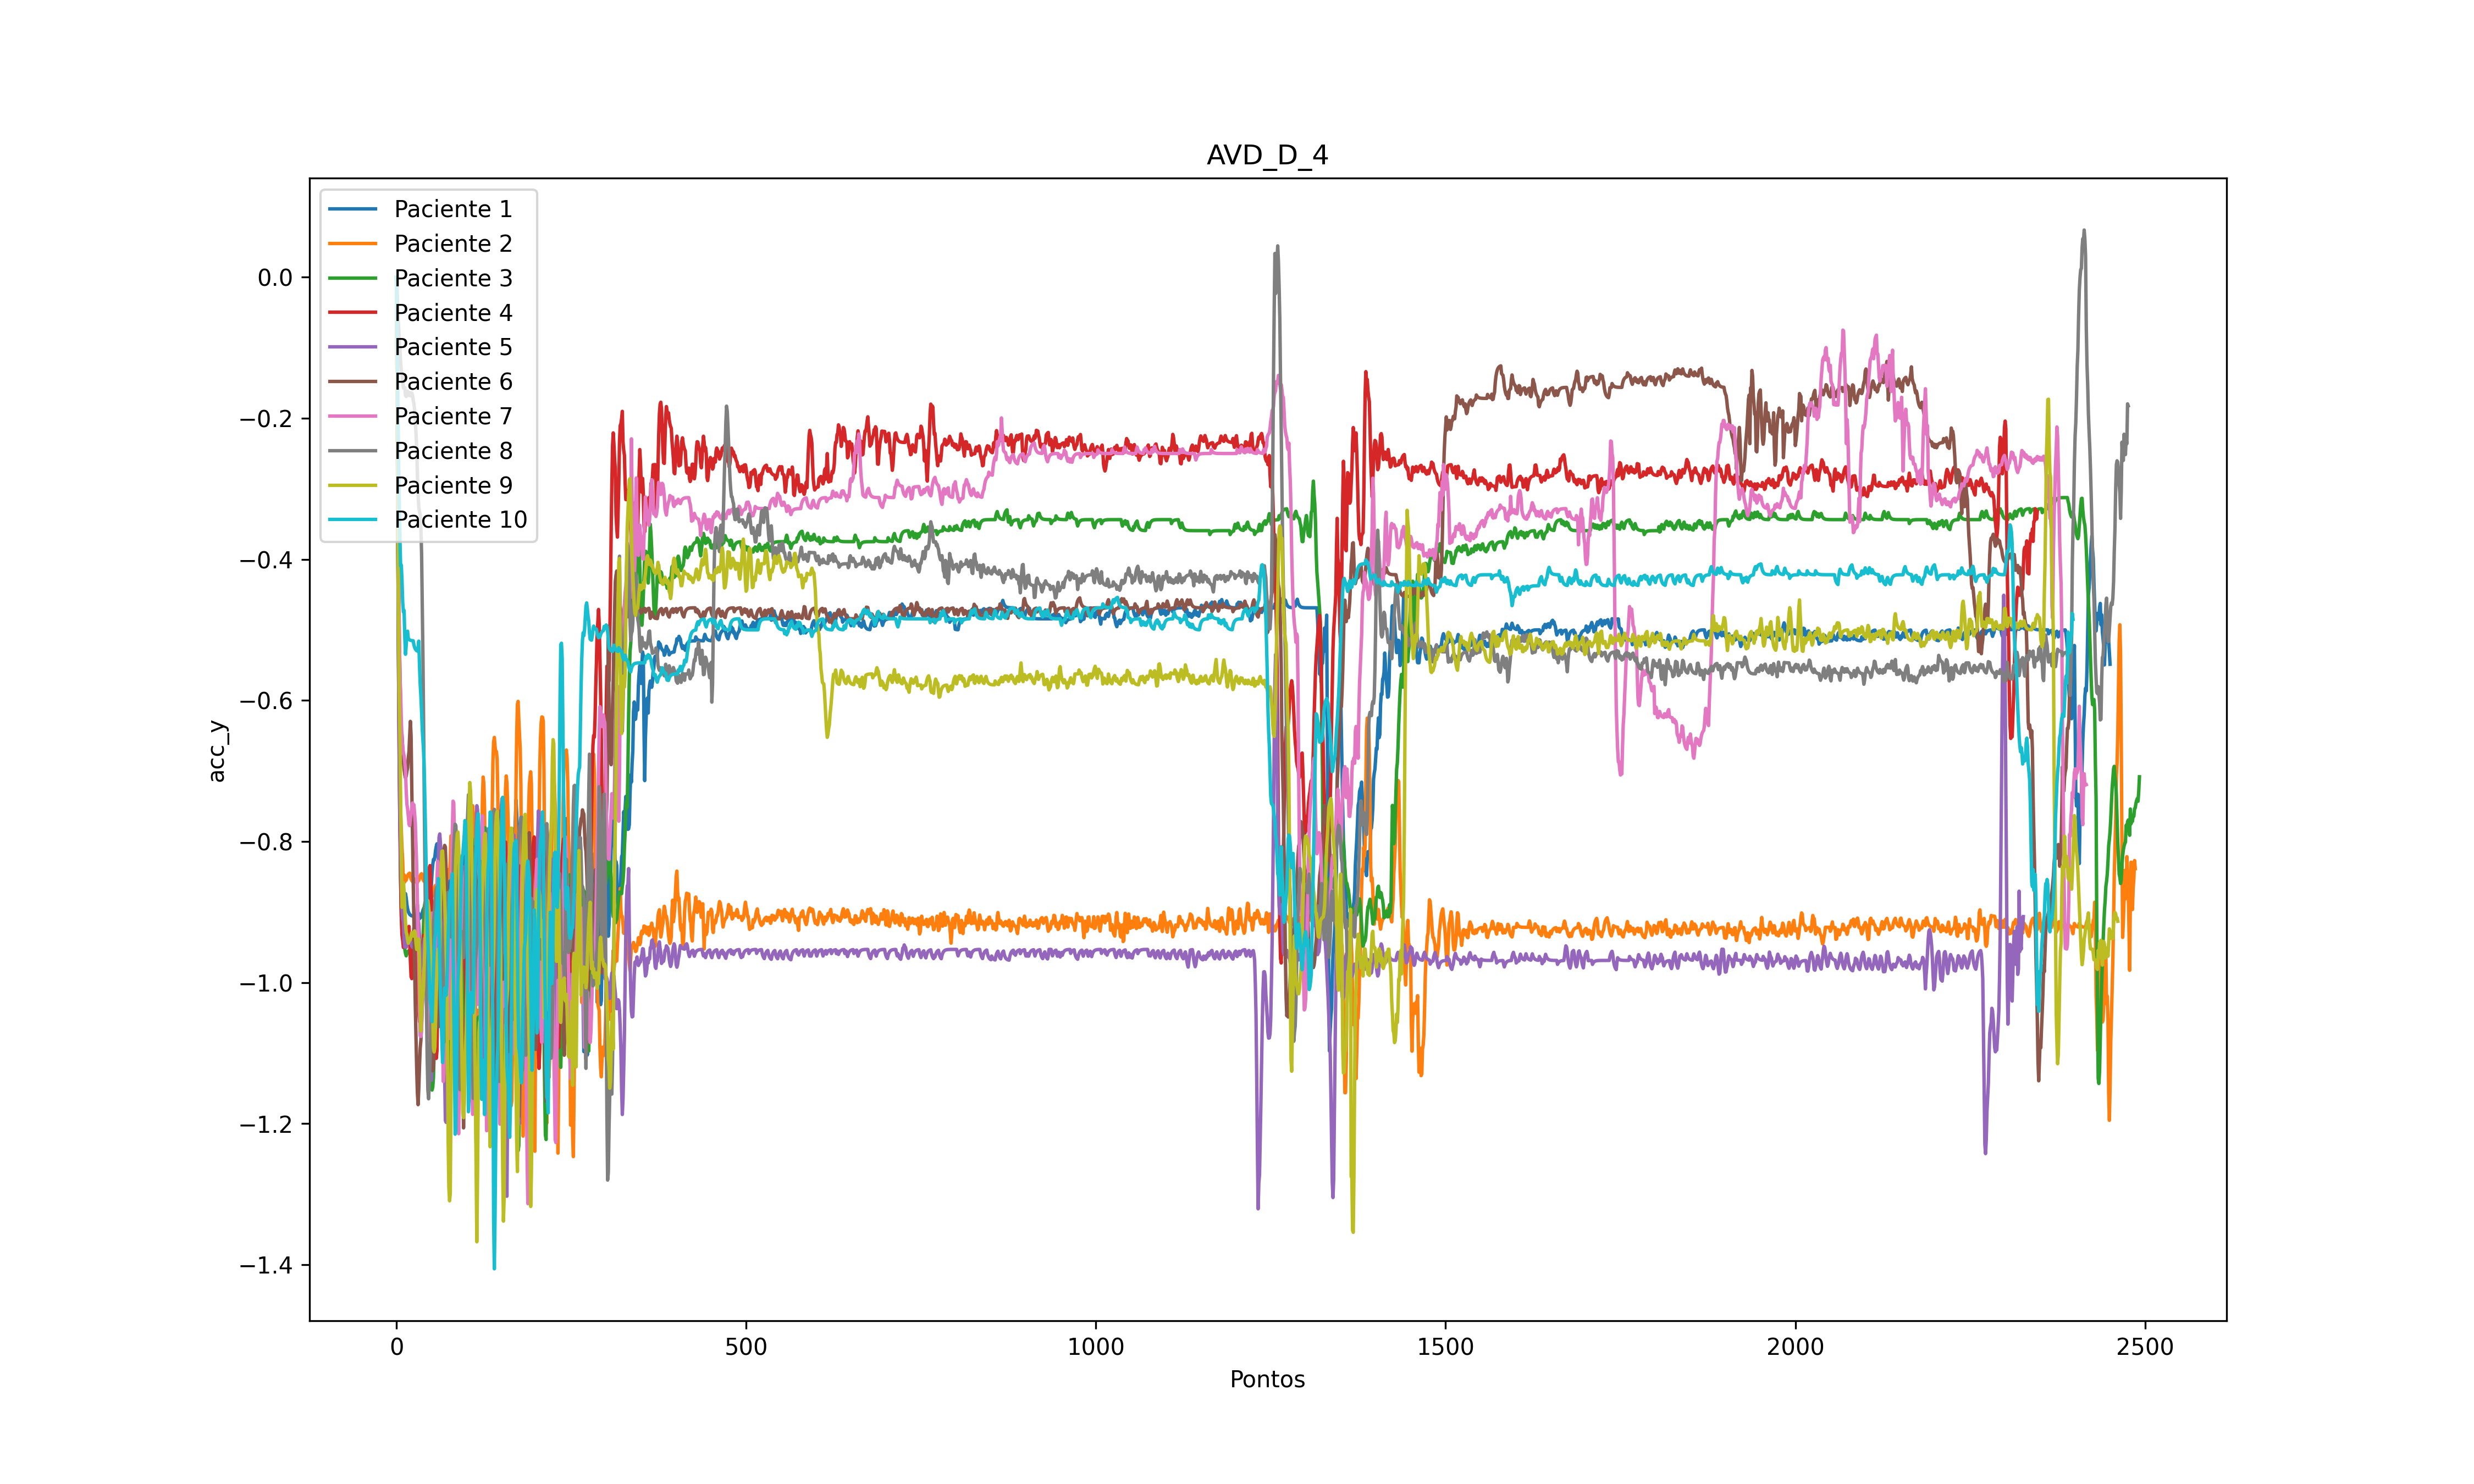 AVD_D_4
Paciente 1
Paciente 2
Paciente 3
Paciente 4
Paciente 5
Paciente 6
Paciente 7
Paciente 8
Paciente 9
Paciente 10
0.0
−0.2
−0.4
−0.6
−0.8
−1.0
−1.2
−1.4
acc_y
0 500 1000 1500 2000 2500
Pontos